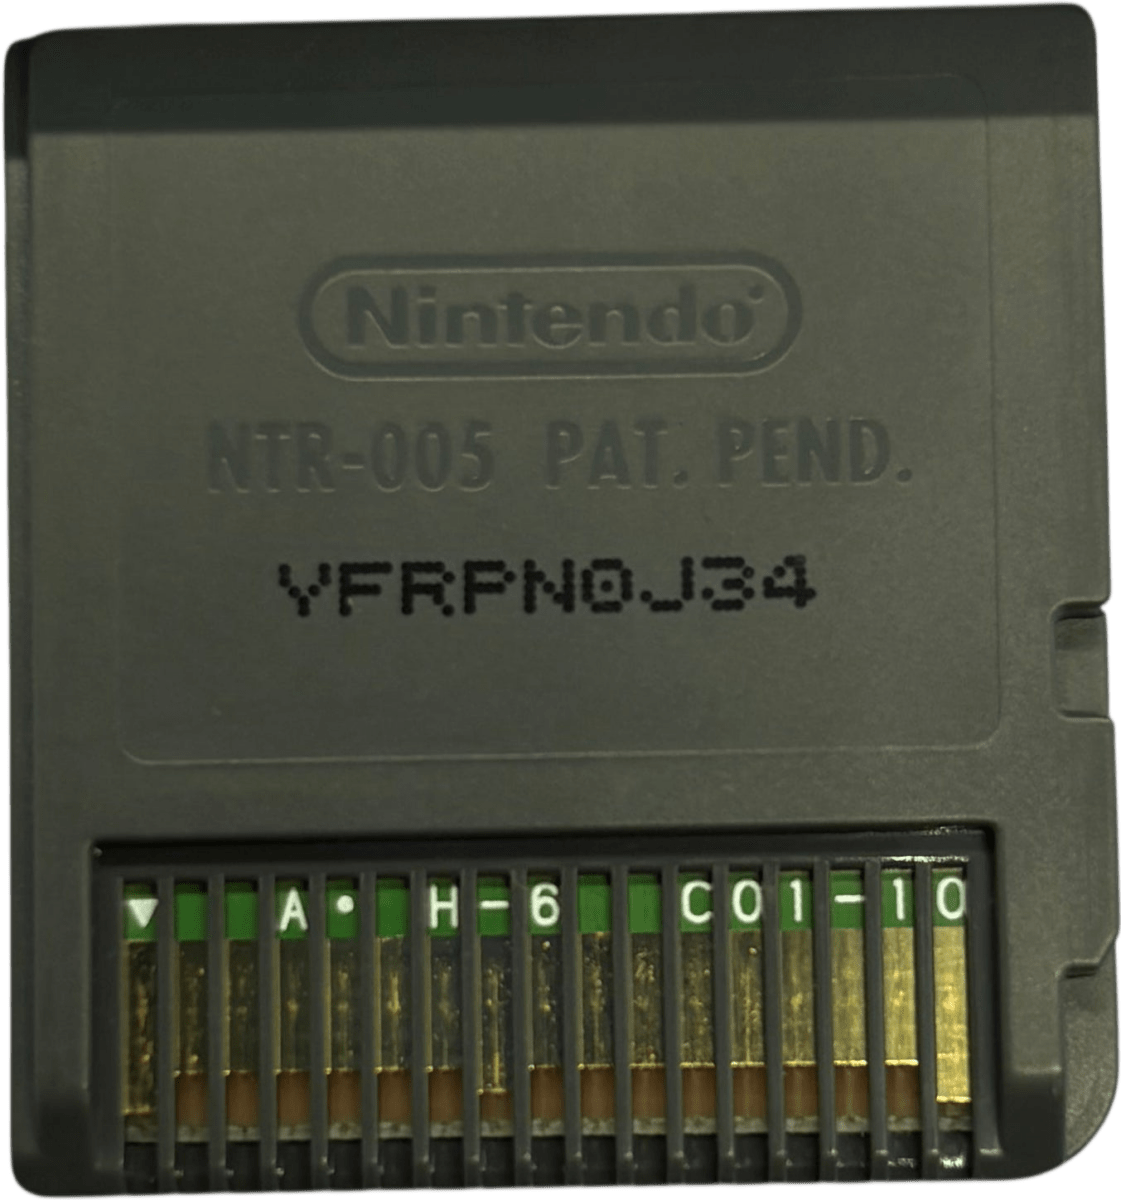 Nintendo
NTR-005 PAT. PEND.
YFRPN0J34
▼ A• H-6 C01-10